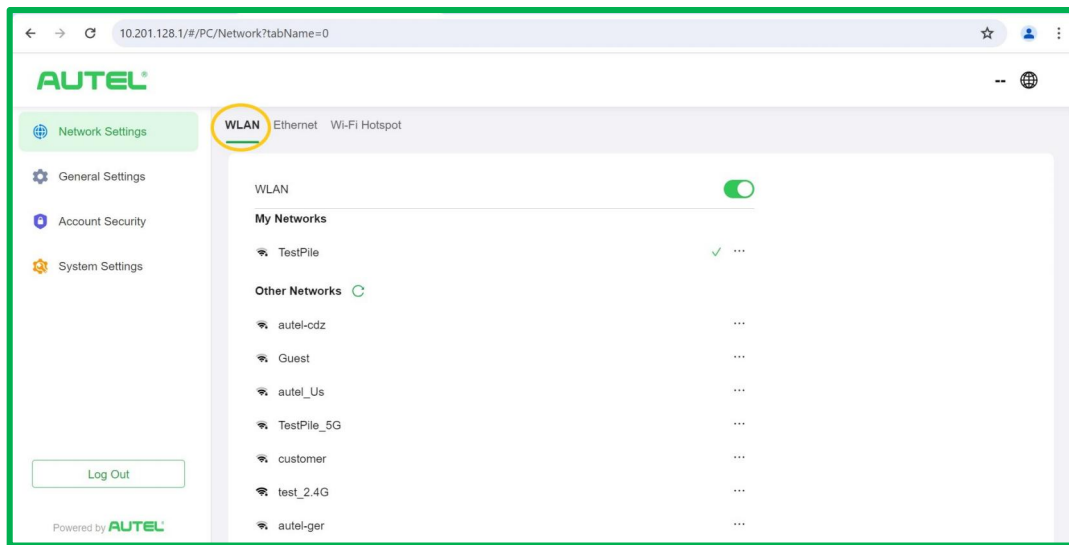 10.201.128.1/#/PC/Network?tabName=0
AUTEL
--
Network Settings
General Settings
Account Security
System Settings
Log Out
Powered by AUTEL
WLAN Ethernet Wi-Fi Hotspot
WLAN
My Networks
TestPile
Other Networks
autel-cdz
Guest
autel_Us
TestPile_5G
customer
test_2.4G
autel-ger